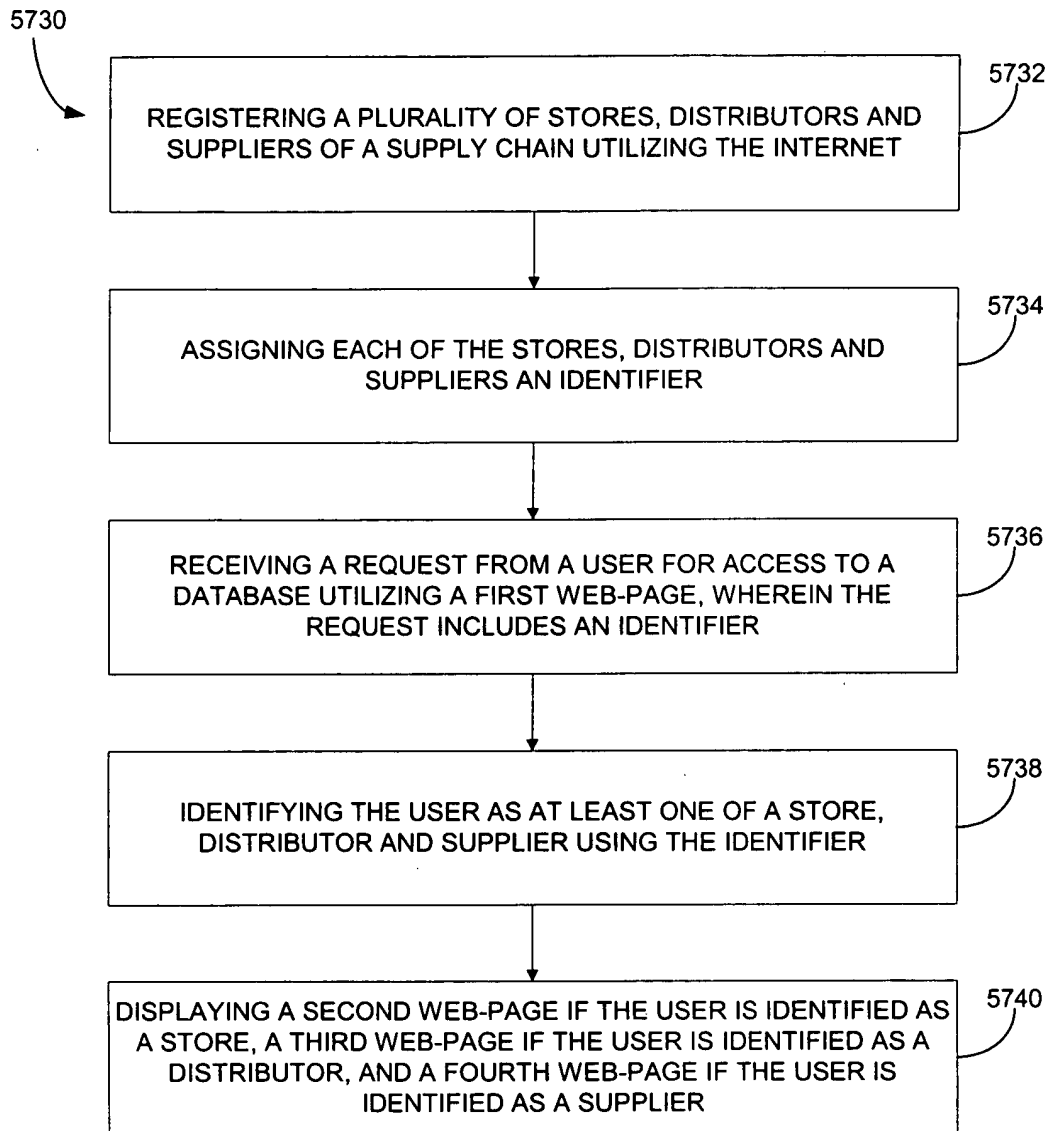 5730
5732
REGISTERING A PLURALITY OF STORES, DISTRIBUTORS AND
SUPPLIERS OF A SUPPLY CHAIN UTILIZING THE INTERNET
5734
ASSIGNING EACH OF THE STORES, DISTRIBUTORS AND
SUPPLIERS AN IDENTIFIER
5736
RECEIVING A REQUEST FROM A USER FOR ACCESS TO A
DATABASE UTILIZING A FIRST WEB-PAGE, WHEREIN THE
REQUEST INCLUDES AN IDENTIFIER
5738
IDENTIFYING THE USER AS AT LEAST ONE OF A STORE,
DISTRIBUTOR AND SUPPLIER USING THE IDENTIFIER
5740
DISPLAYING A SECOND WEB-PAGE IF THE USER IS IDENTIFIED AS
A STORE, A THIRD WEB-PAGE IF THE USER IS IDENTIFIED AS A
DISTRIBUTOR, AND A FOURTH WEB-PAGE IF THE USER IS
IDENTIFIED AS A SUPPLIER